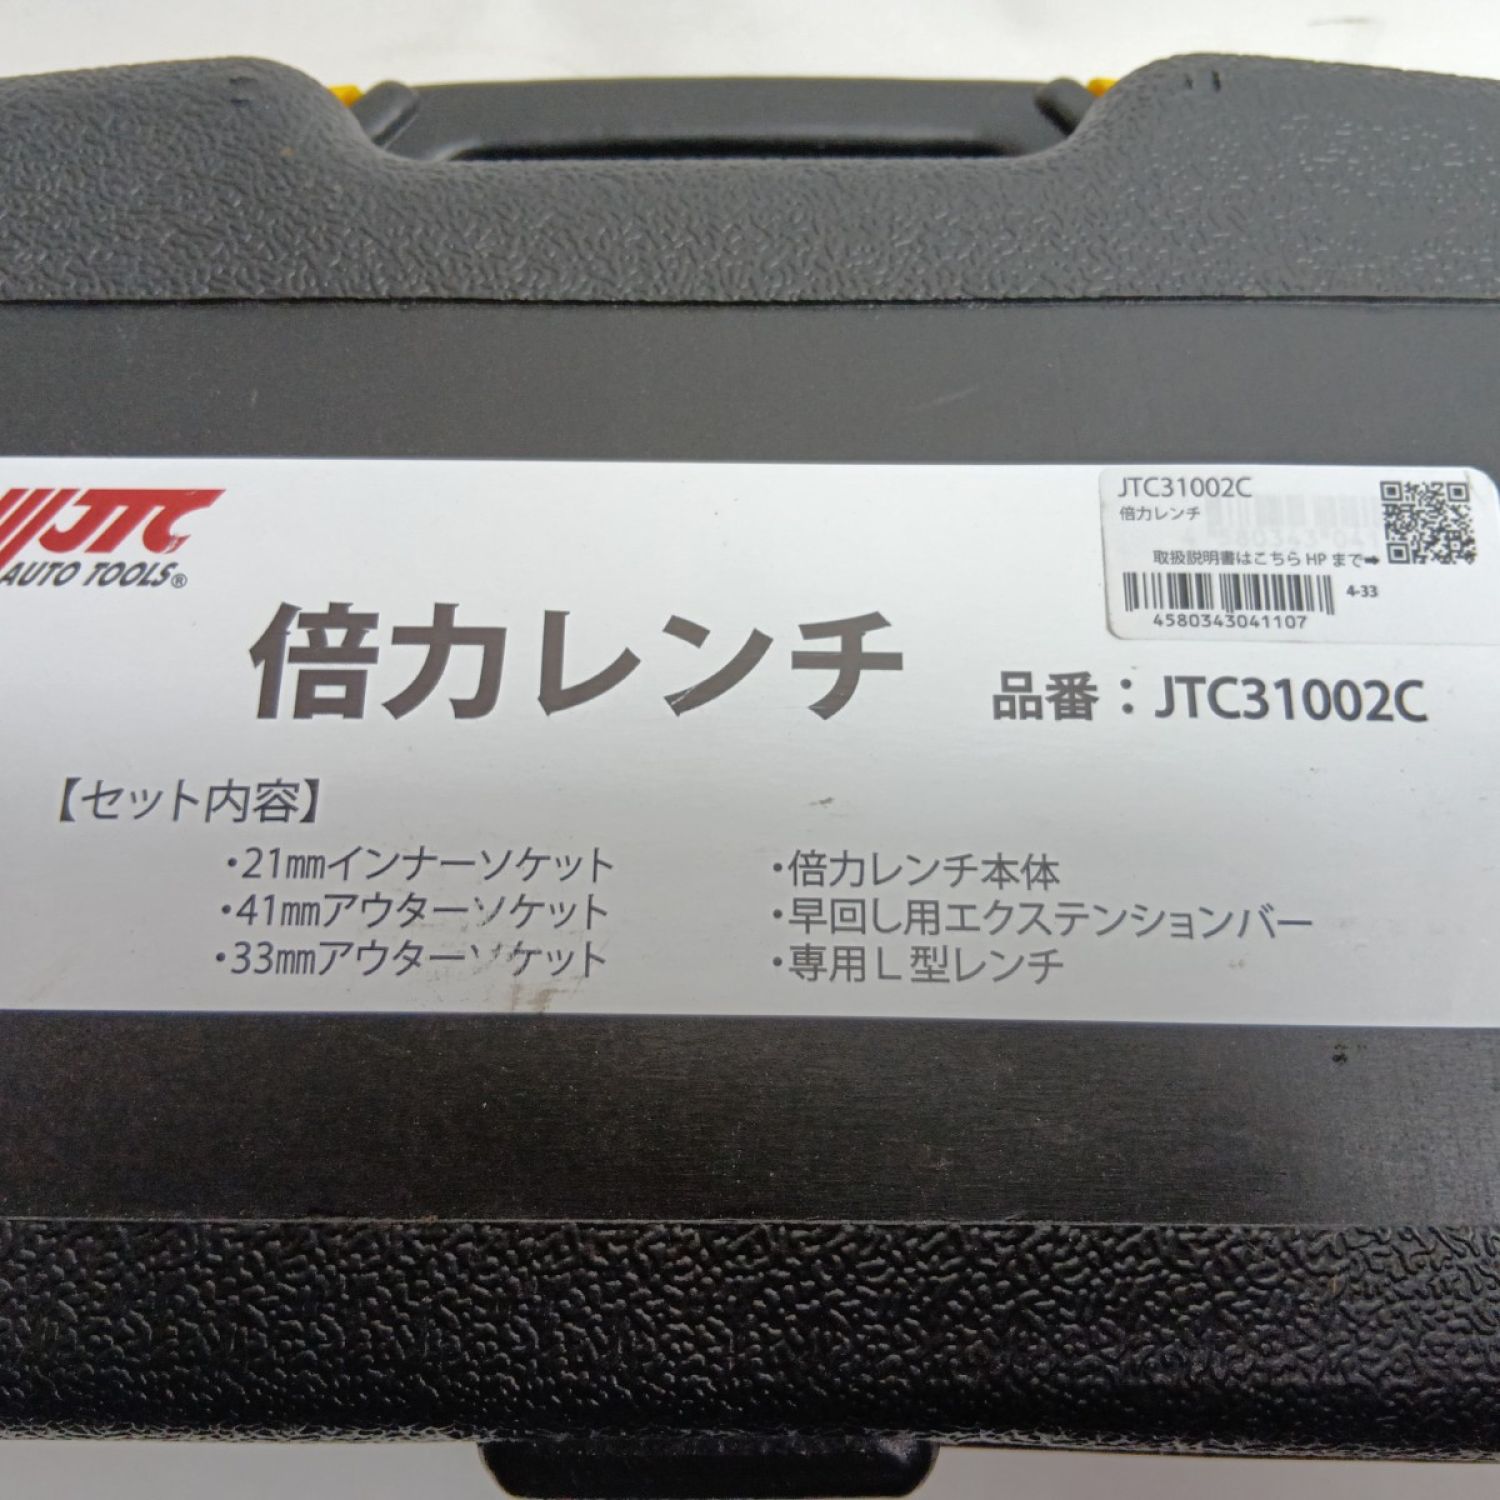 JTC
AUTO TOOLS®
JTC31002C
倍力レンチ
取扱説明書はこちら HP まで➡
4-33
4580343041107
倍力レンチ 品番：JTC31002C
【セット内容】
・21㎜インナーソケット
・41㎜アウターソケット
・33㎜アウターソケット
・倍力レンチ本体
・早回し用エクステンションバー
・専用L型レンチ